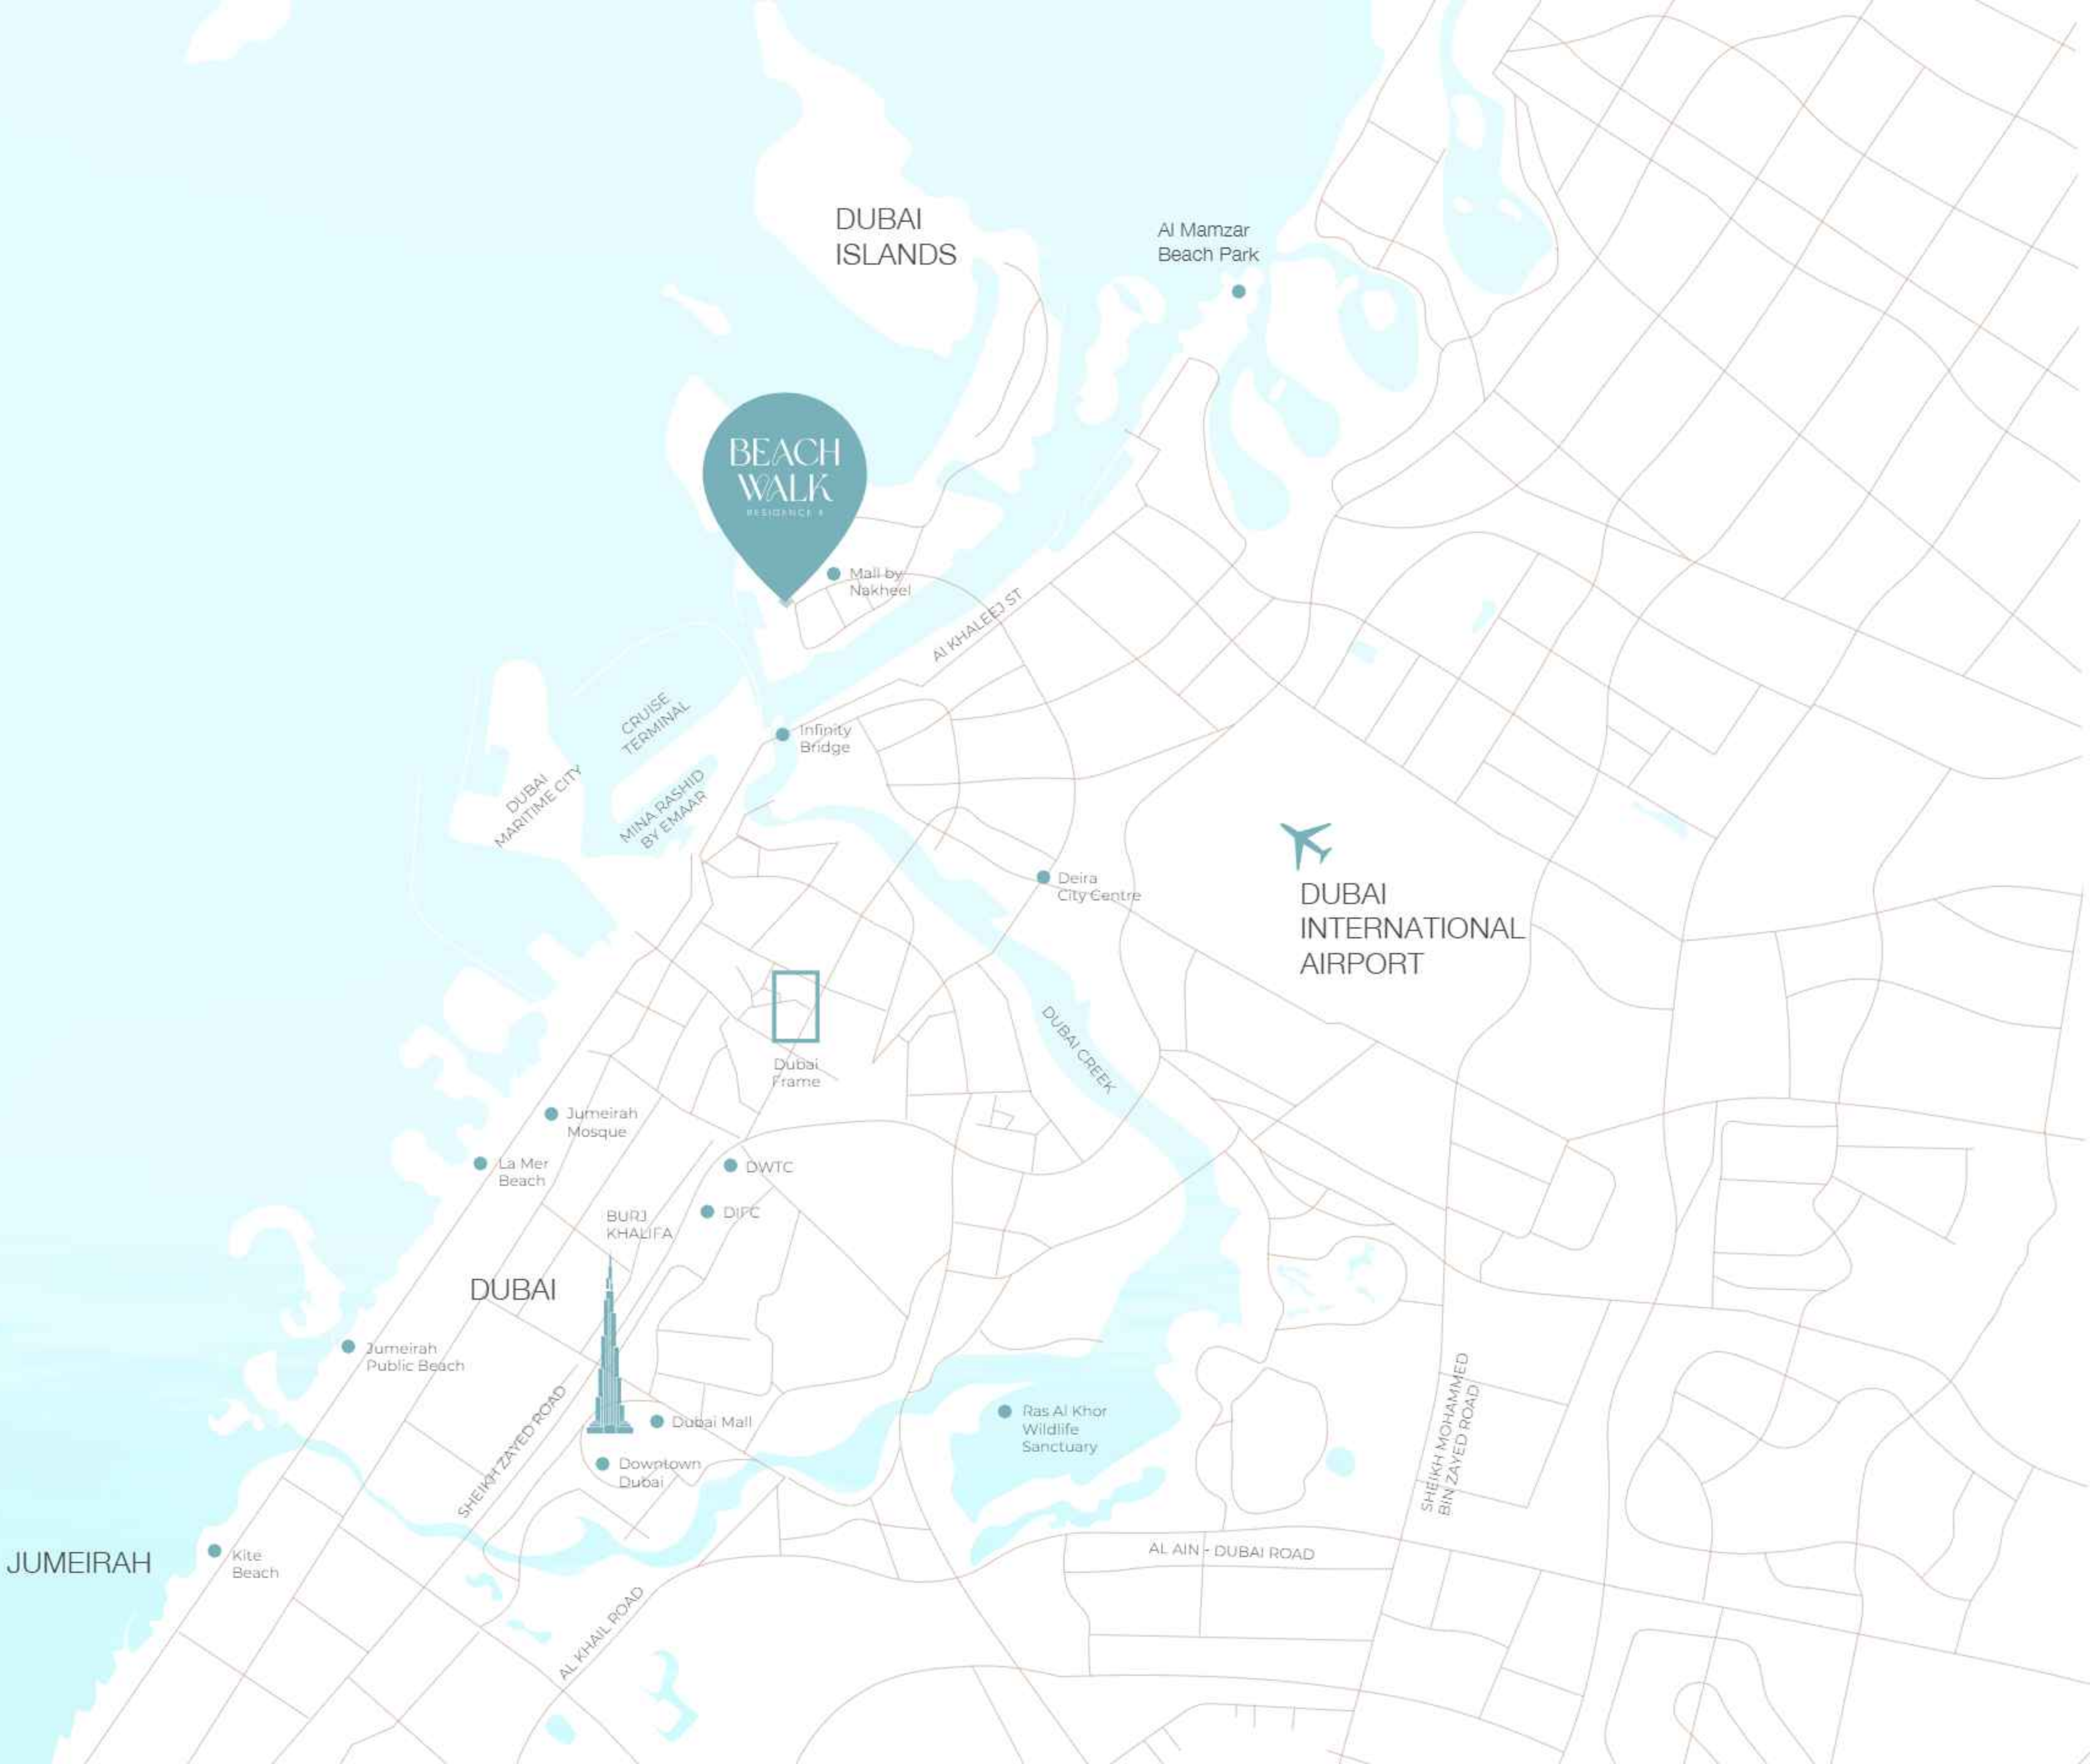 DUBAI
ISLANDS
Al Mamzar
Beach Park
BEACH
WALK
Mall by
Nakheel
Al KHALEEJ ST
CRUISE
TERMINAL
Infinity
Bridge
DUBAI
MARITIME CITY
MINA RASHID
BY EMAAR
Deira
City Centre
DUBAI
INTERNATIONAL
AIRPORT
DUBAI CREEK
Dubai
Frame
Jumeirah
Mosque
La Mer
Beach
DWTC
DIFC
BURJ
KHALIFA
DUBAI
Jumeirah
Public Beach
SHEIKH ZAYED ROAD
Dubai Mall
Downtown
Dubai
Ras Al Khor
Wildlife
Sanctuary
SHEIKH MOHAMMED
BIN ZAYED ROAD
AL AIN - DUBAI ROAD
JUMEIRAH
Kite
Beach
AL KHAIL ROAD